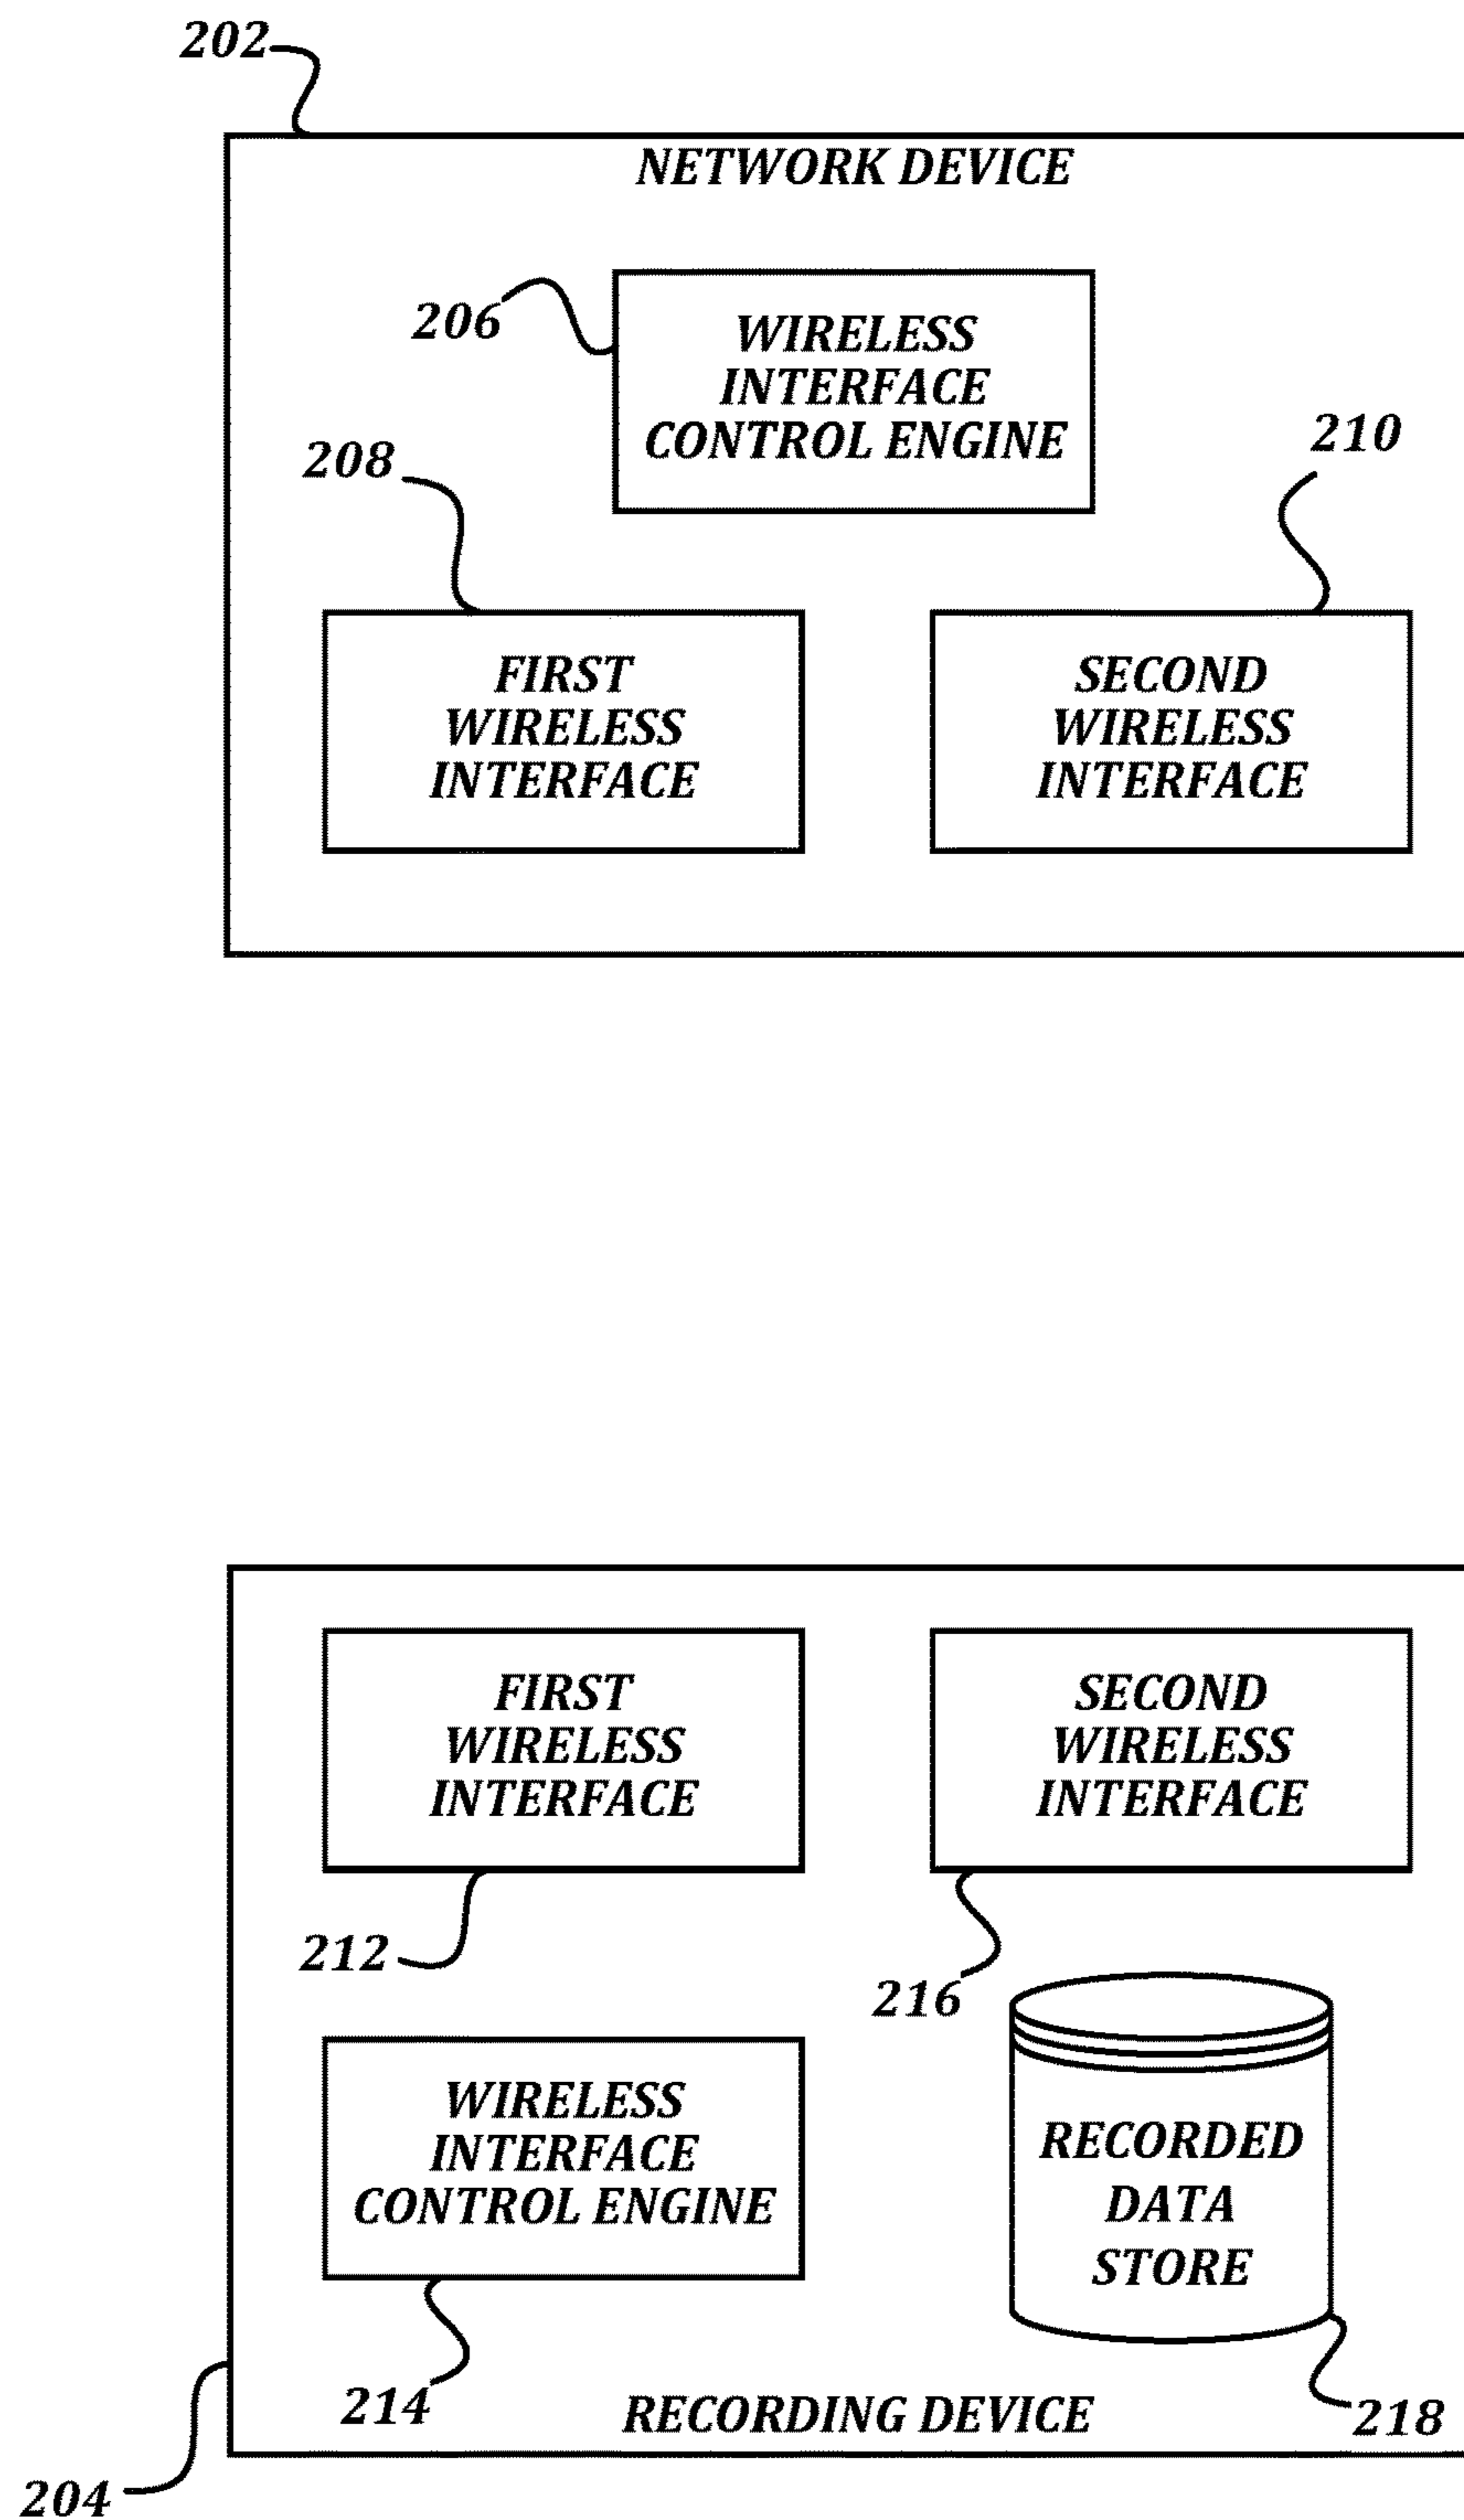 202
NETWORK DEVICE
206
WIRELESS
INTERFACE
CONTROL ENGINE
208
210
FIRST
WIRELESS
INTERFACE
SECOND
WIRELESS
INTERFACE
FIRST
WIRELESS
INTERFACE
SECOND
WIRELESS
INTERFACE
212
216
WIRELESS
INTERFACE
CONTROL ENGINE
RECORDED
DATA
STORE
214
RECORDING DEVICE
218
204